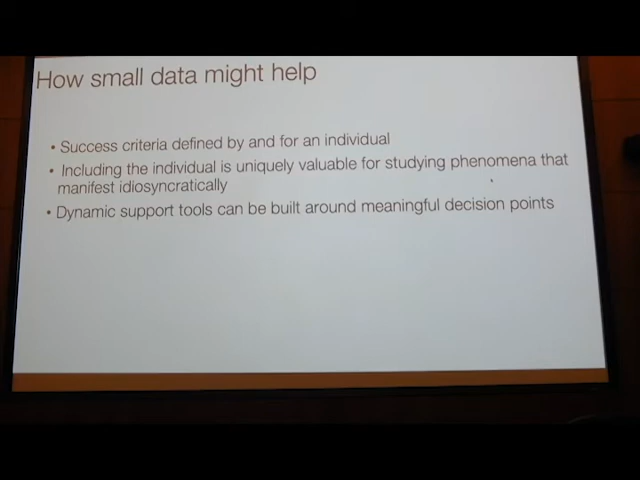 How small data might help
• Success criteria defined by and for an individual
• Including the individual is uniquely valuable for studying phenomena that
manifest idiosyncratically
• Dynamic support tools can be built around meaningful decision points